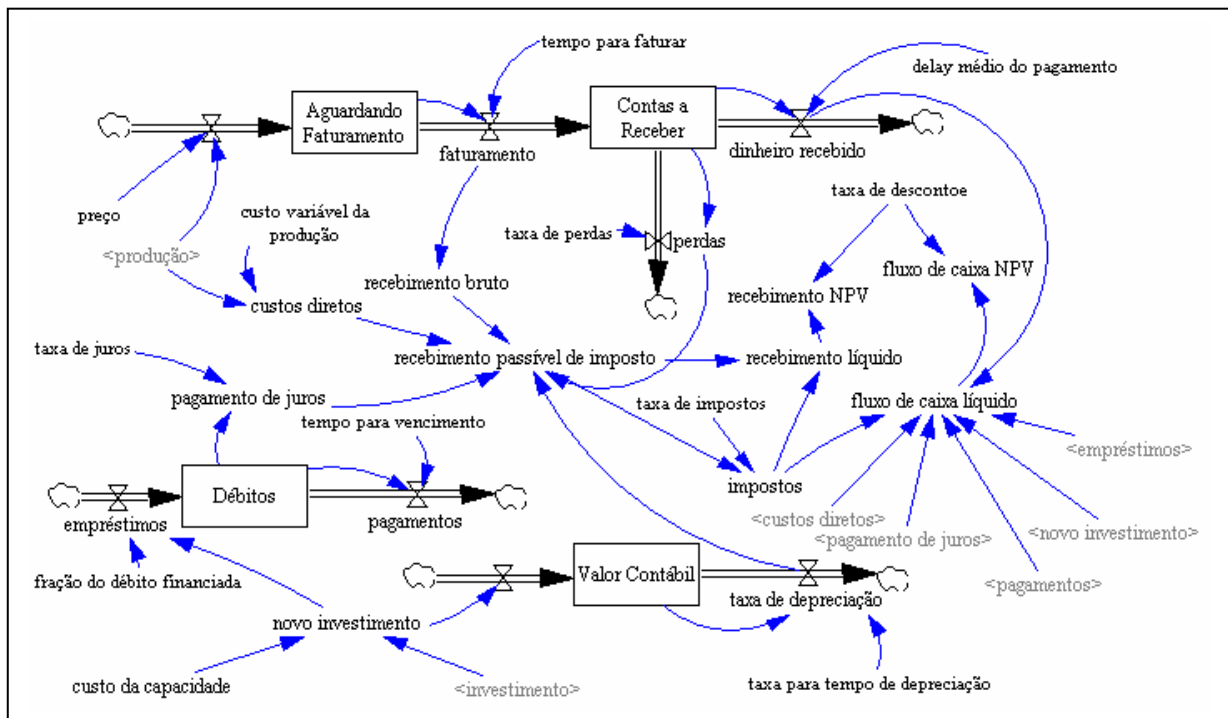 tempo para faturar
delay médio do pagamento
Aguardando
Faturamento
Contas a
Receber
faturamento
dinheiro recebido
preço
custo variável da
produção
taxa de descontoe
<produção>
taxa de perdas
perdas
fluxo de caixa NPV
recebimento bruto
recebimento NPV
custos diretos
taxa de juros
recebimento passível de imposto
recebimento líquido
pagamento de juros
taxa de impostos
fluxo de caixa líquido
tempo para vencimento
<empréstimos>
Débitos
impostos
empréstimos
pagamentos
<custos diretos>
<pagamento de juros>
<novo investimento>
fração do débito financiada
Valor Contábil
<pagamentos>
taxa de depreciação
novo investimento
custo da capacidade
<investimento>
taxa para tempo de depreciação